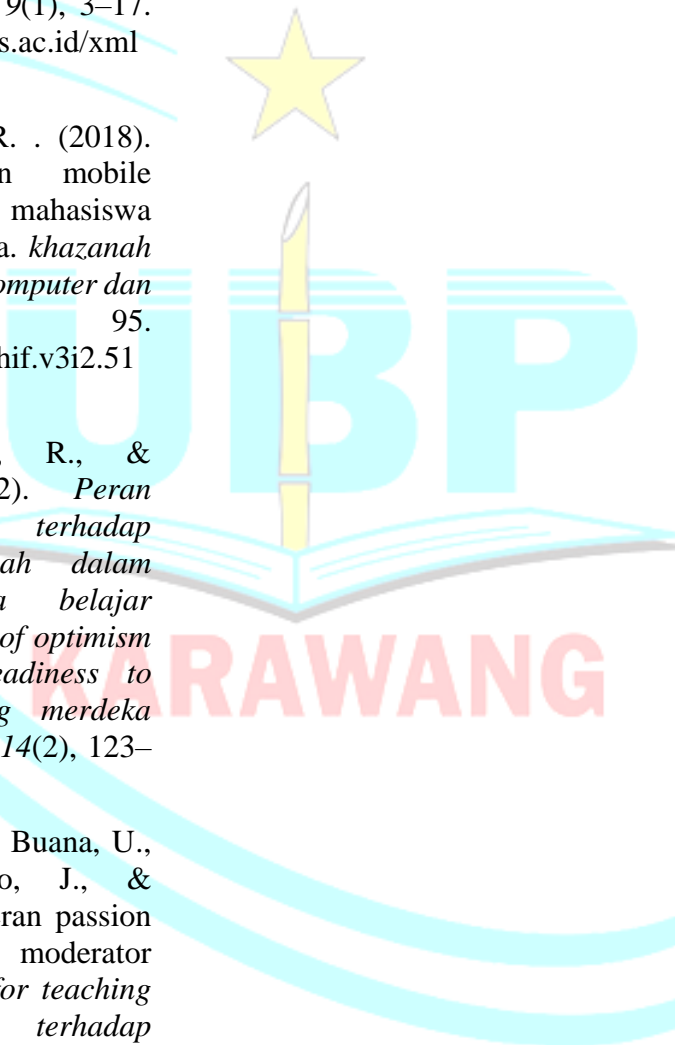 9(1), 3–17.
s.ac.id/xml
R. . (2018).
n mobile
mahasiswa
a. khazanah
omputer dan
95.
hif.v3i2.51
, R., &
2). Peran
terhadap
ah dalam
a belajar
of optimism
eadiness to
g merdeka
14(2), 123–
Buana, U.,
o, J., &
eran passion
moderator
for teaching
terhadap
UBP
KARAWANG